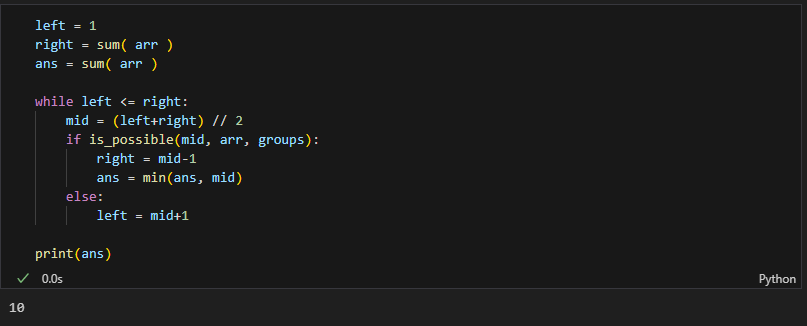 left = 1
right = sum( arr )
ans = sum( arr )
while left <= right:
    mid = (left+right) // 2
    if is_possible(mid, arr, groups):
        right = mid-1
        ans = min(ans, mid)
    else:
        left = mid+1
print(ans)
0.0s
Python
10